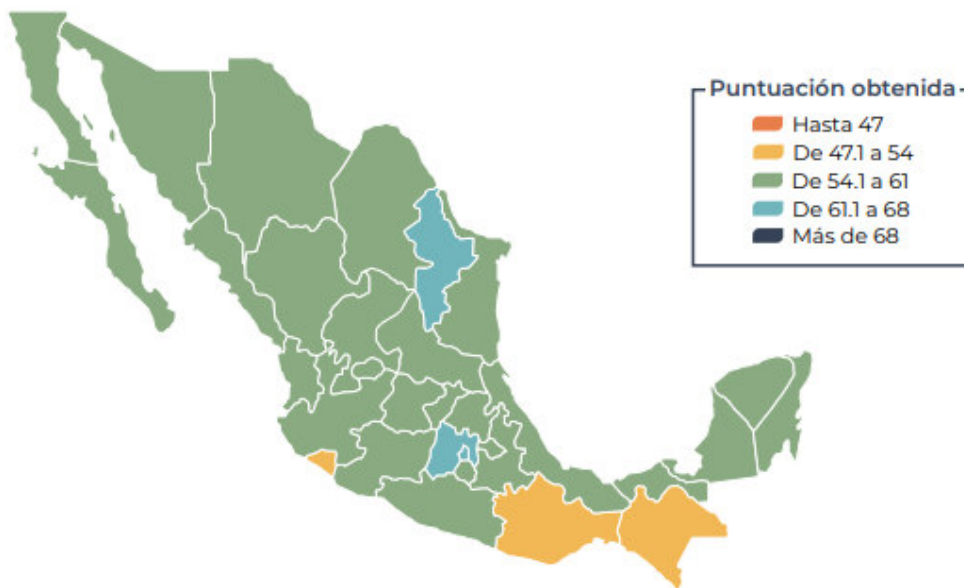 Puntuación obtenida
Hasta 47
De 47.1 a 54
De 54.1 a 61
De 61.1 a 68
Más de 68